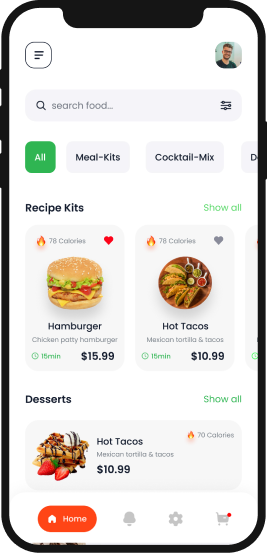 search food...
All
Meal-Kits
Cocktail-Mix
Recipe Kits
Show all
78 Calories
78 Calories
Hamburger
Hot Tacos
Chicken patty hamburger
Mexican tortilla & tacos
15min
$15.99
15min
$10.99
Desserts
Show all
70 Calories
Hot Tacos
Mexican tortilla & tacos
$10.99
Home